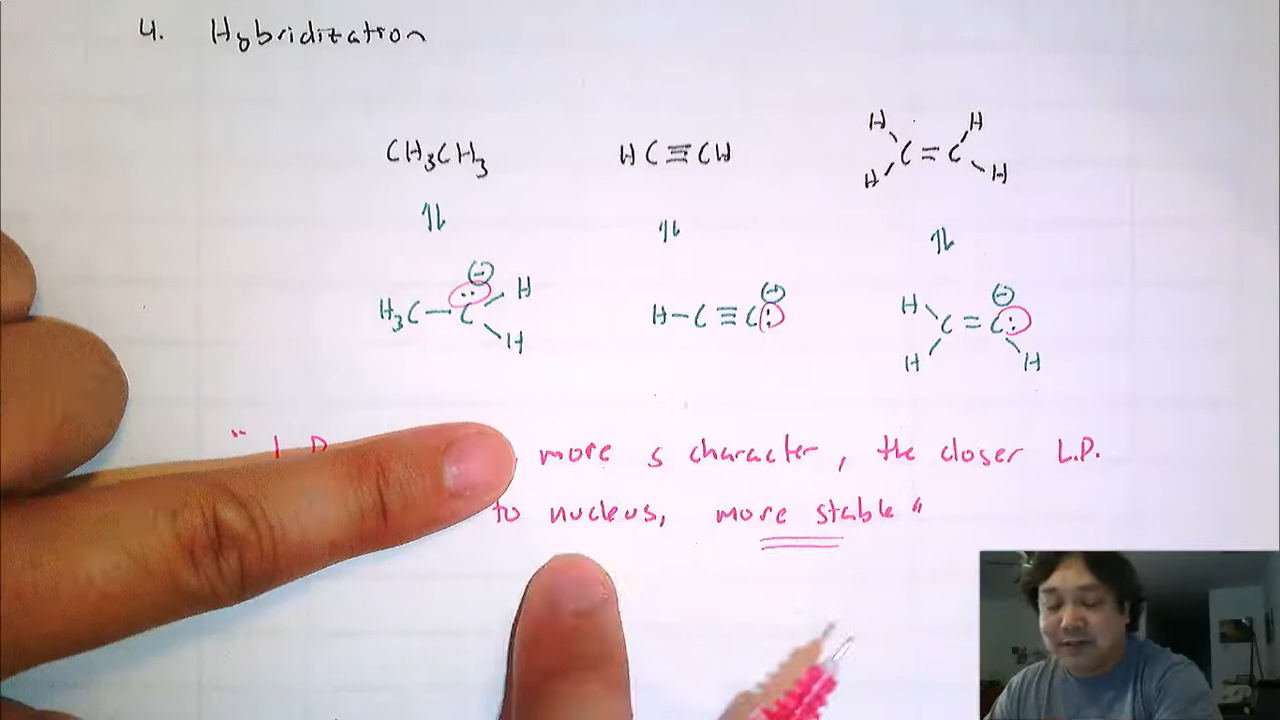 4. Hybridization
CH3CH3 HC≡CH H H C=C H H
⇌ ⇌ ⇌
H3C–C: ⊖ H H H–C≡C: ⊖ H H C=C: ⊖ H
" L.P. more s character, the closer L.P.
to nucleus, more stable "